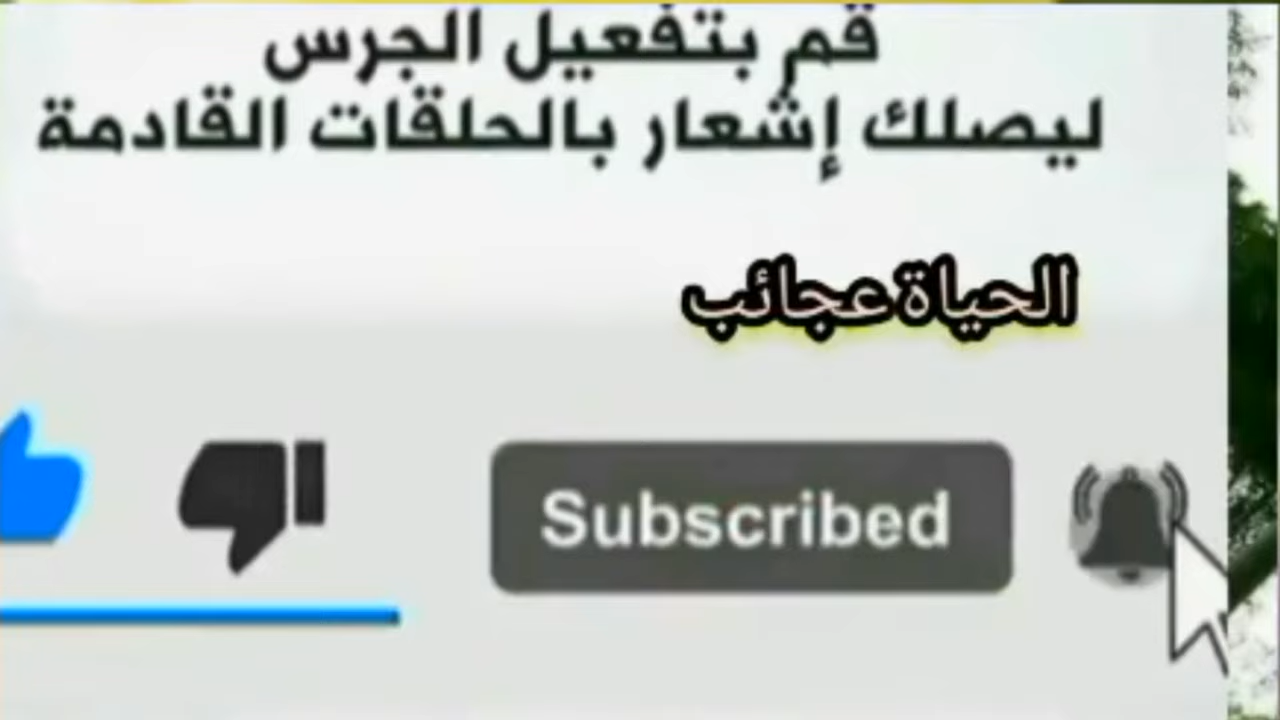 قم بتفعيل الجرس
ليصلك إشعار بالحلقات القادمة
الحياة عجائب
Subscribed